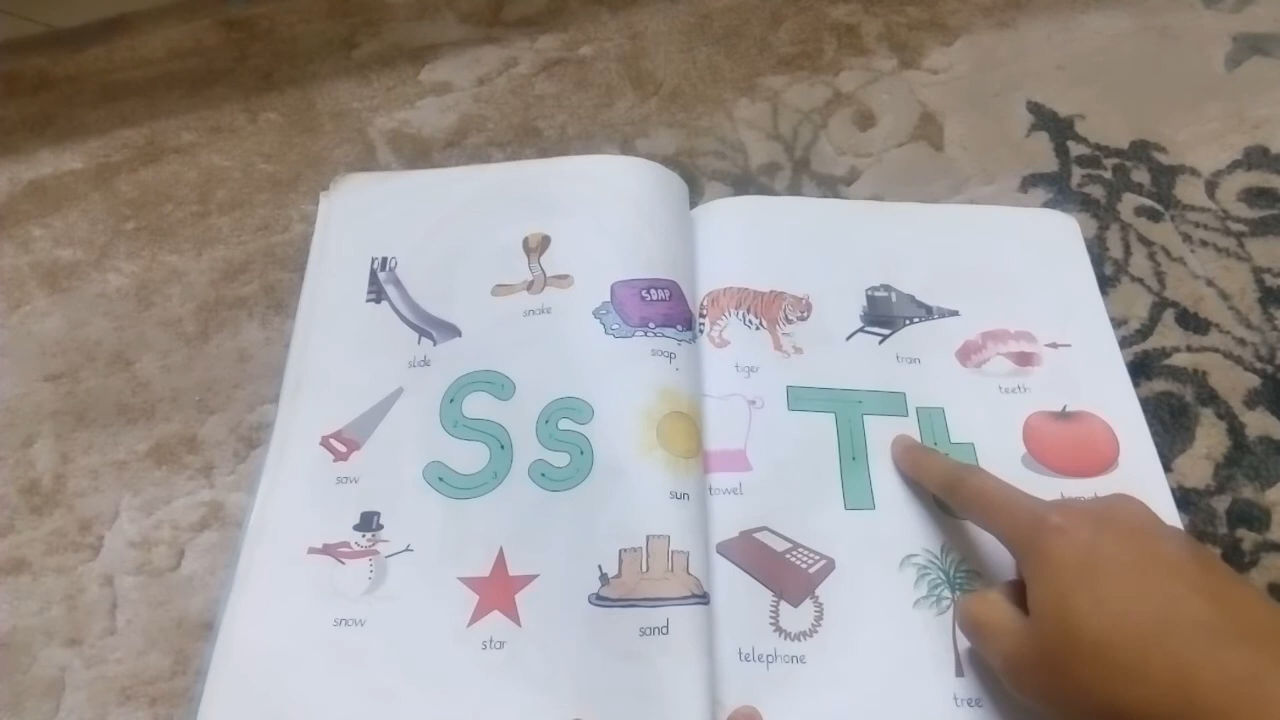 snake
SOAP
slide
soap
Ss
saw
sun
snow
star
sand
tiger
train
teeth
Tt
towel
telephone
tree